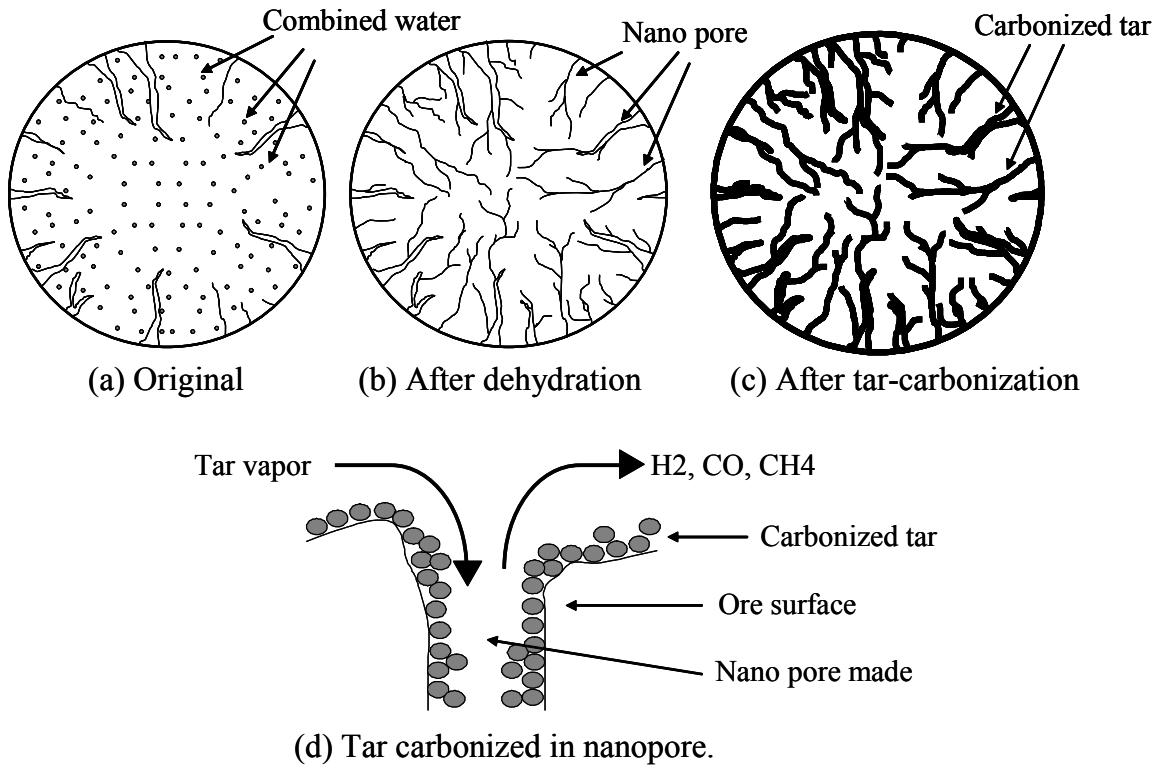 Combined water
Nano pore
Carbonized tar
(a) Original
(b) After dehydration
(c) After tar-carbonization
Tar vapor
H2, CO, CH4
Carbonized tar
Ore surface
Nano pore made
(d) Tar carbonized in nanopore.